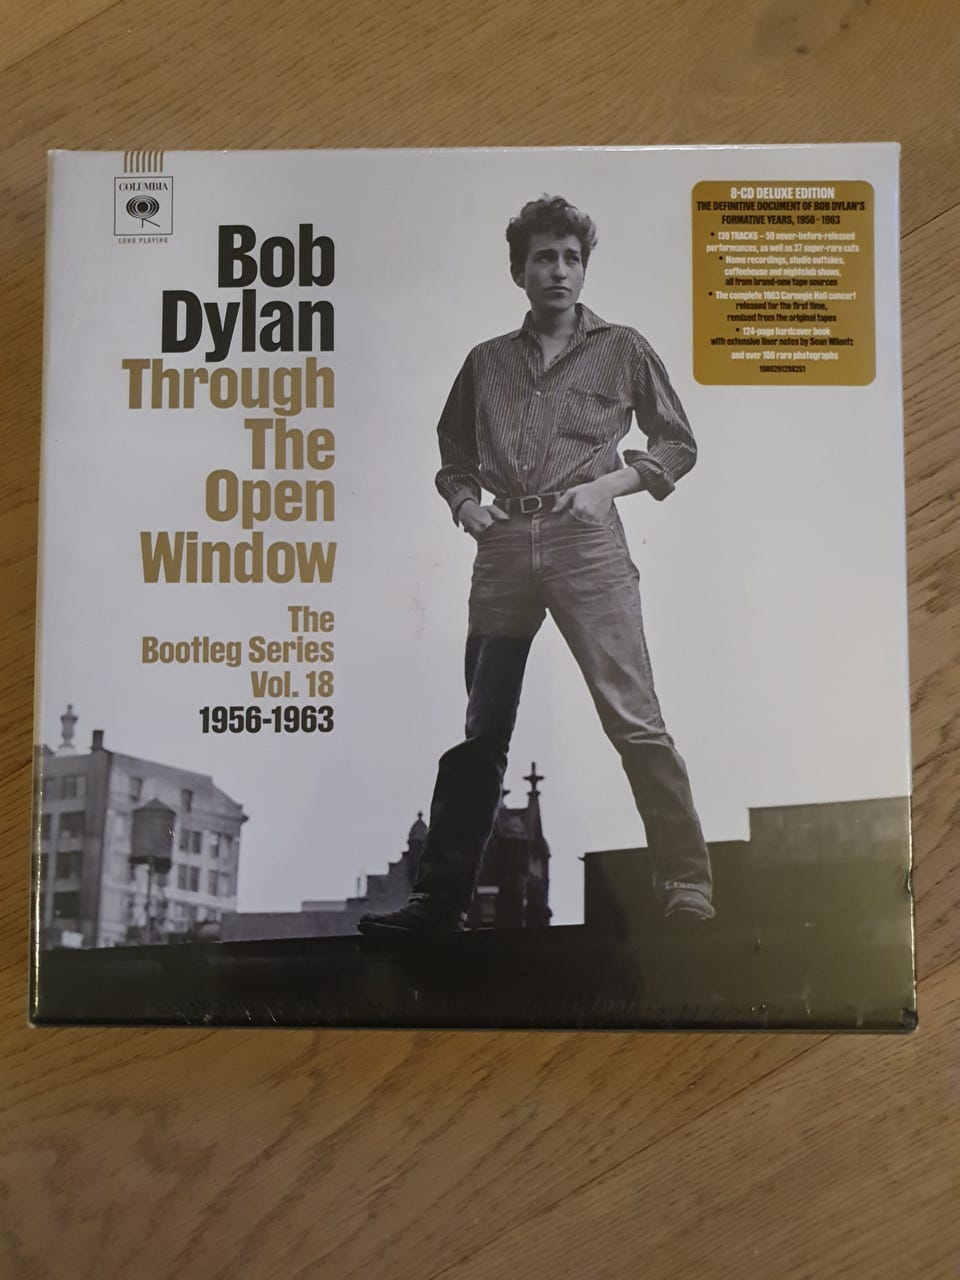 COLUMBIA
LONG PLAYING
Bob
Dylan
Through
The
Open
Window
The
Bootleg Series
Vol. 18
1956-1963
8-CD DELUXE EDITION
THE DEFINITIVE DOCUMENT OF BOB DYLAN'S
FORMATIVE YEARS, 1956 - 1963
• 139 TRACKS – 59 never-before-released
performances, as well as 37 super-rare cuts
• Home recordings, studio outtakes,
coffeehouse and nightclub shows,
all from brand-new tape sources
• The complete 1963 Carnegie Hall concert
released for the first time,
remixed from the original tapes
• 124-page hardcover book
with extensive liner notes by Sean Wilentz
and over 100 rare photographs